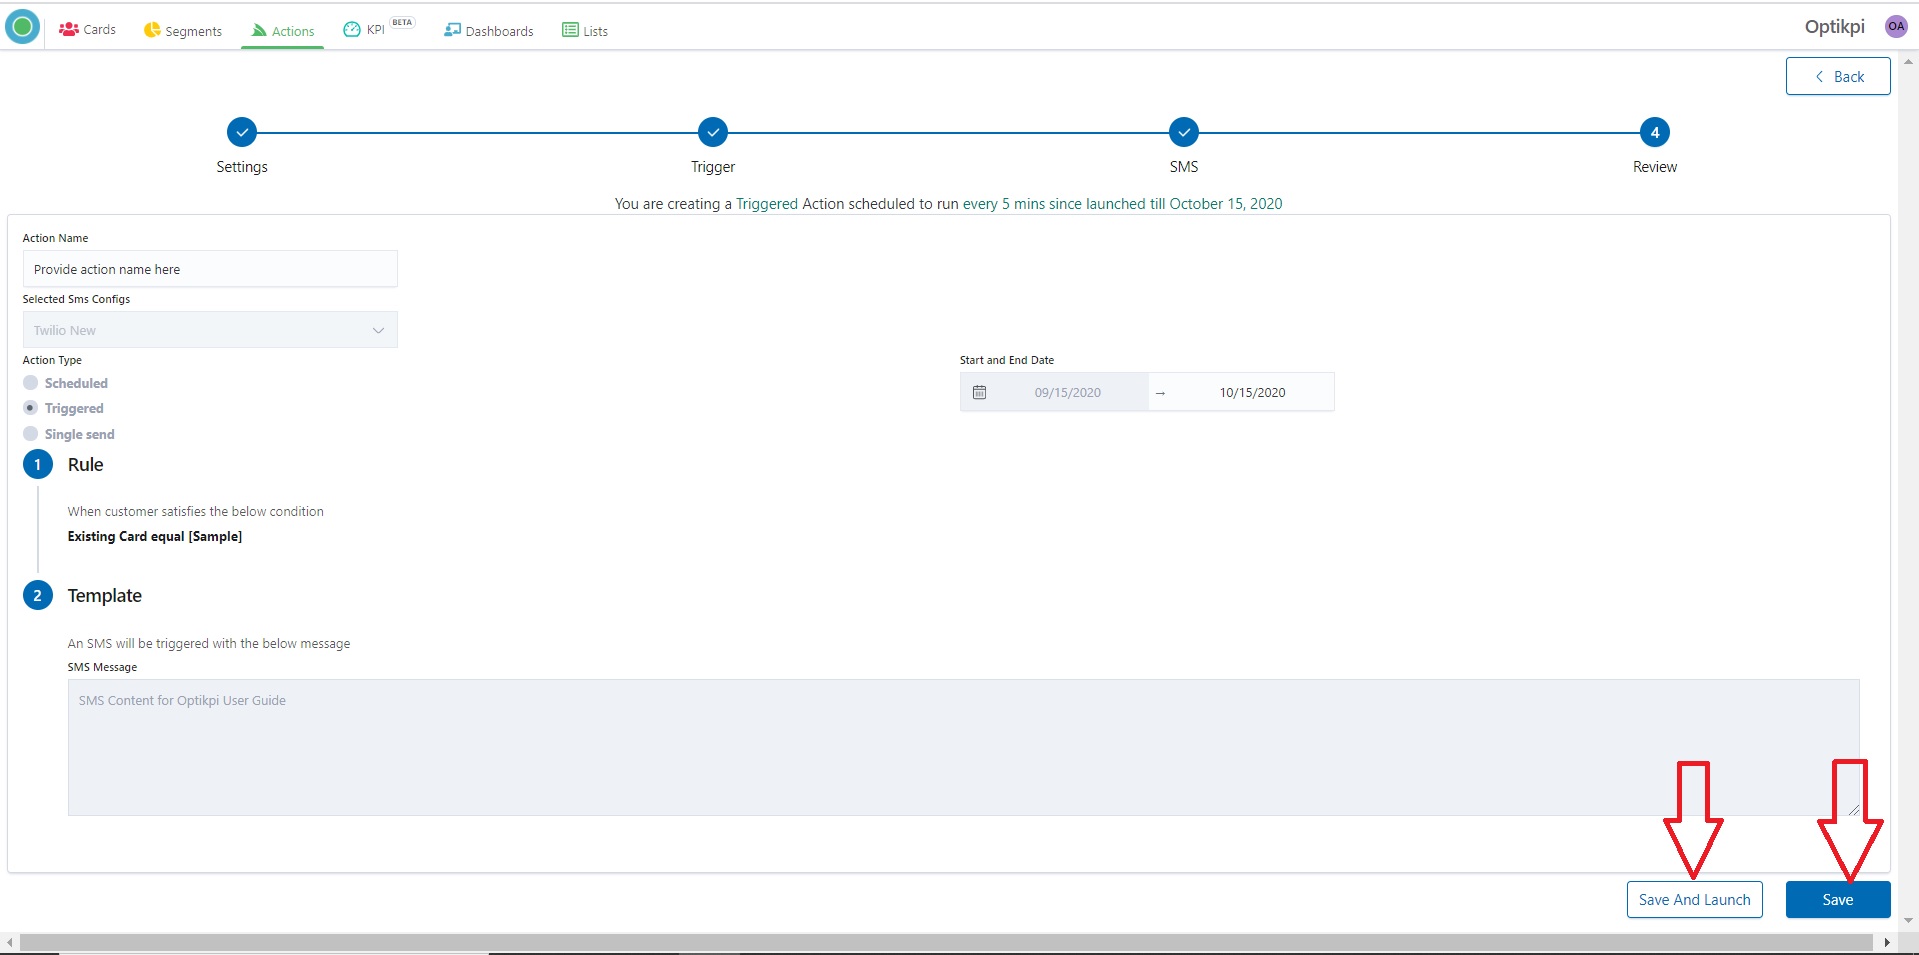 Cards
Segments
Actions
KPI BETA
Dashboards
Lists
Optikpi
OA
Back
4
Settings
Trigger
SMS
Review
You are creating a Triggered Action scheduled to run every 5 mins since launched till October 15, 2020
Action Name
Provide action name here
Selected Sms Configs
Twilio New
Action Type
Start and End Date
Scheduled
09/15/2020 → 10/15/2020
Triggered
Single send
1 Rule
When customer satisfies the below condition
Existing Card equal [Sample]
2 Template
An SMS will be triggered with the below message
SMS Message
SMS Content for Optikpi User Guide
Save And Launch
Save